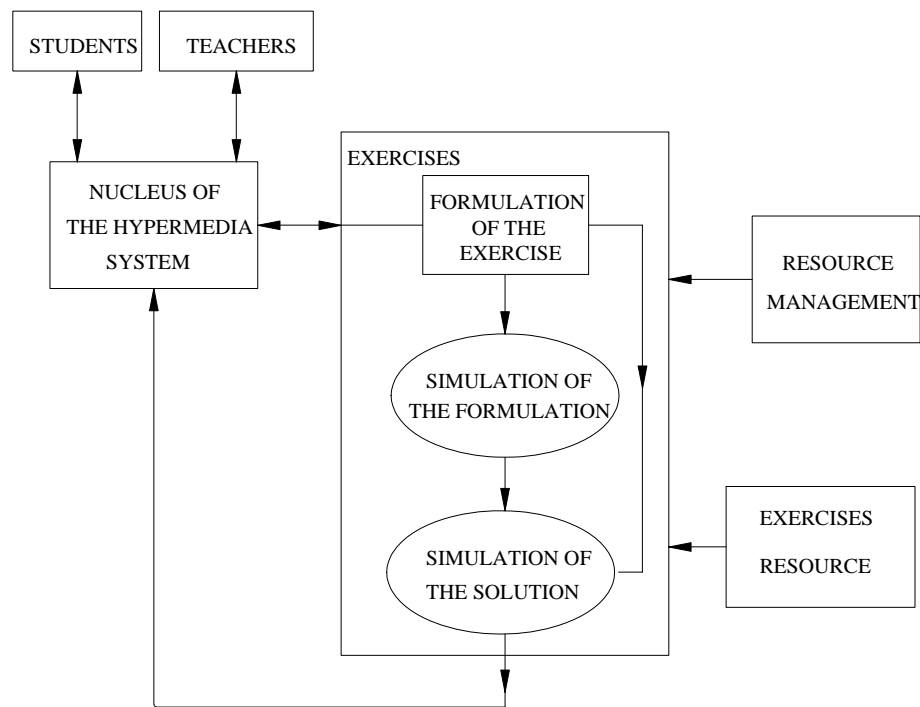 STUDENTS
TEACHERS
NUCLEUS OF
THE HYPERMEDIA
SYSTEM
EXERCISES
FORMULATION
OF THE
EXERCISE
SIMULATION OF
THE FORMULATION
SIMULATION OF
THE SOLUTION
RESOURCE
MANAGEMENT
EXERCISES
RESOURCE